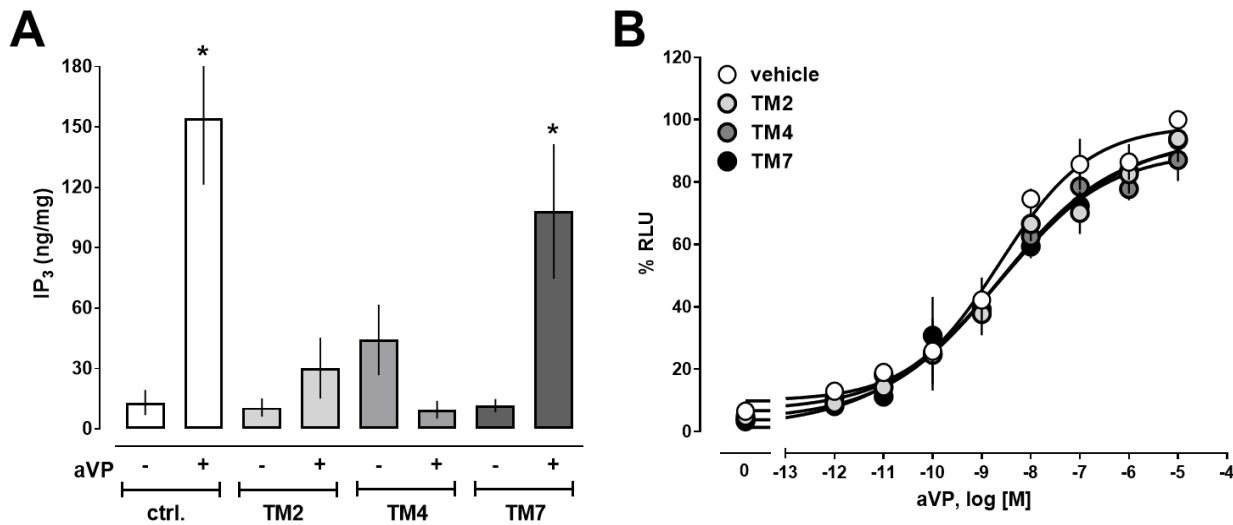 A
B
*
*
180
150
120
90
60
30
0
IP3 (ng/mg)
aVP - + - + - + - +
ctrl. TM2 TM4 TM7
120
100
80
60
40
20
0
% RLU
vehicle
TM2
TM4
TM7
0 -13 -12 -11 -10 -9 -8 -7 -6 -5 -4
aVP, log [M]